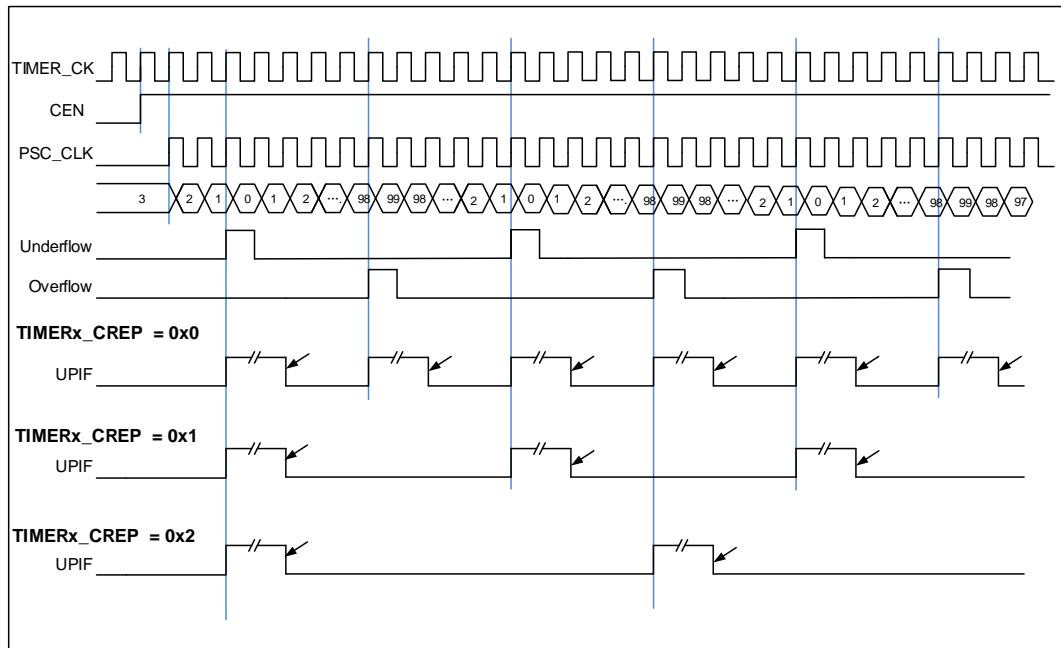 TIMER_CK
CEN
PSC_CLK
3 2 1 0 1 2 .... 98 99 98 ... 2 1 0 1 2 .... 98 99 98 ... 2 1 0 1 2 ... 98 99 98 97
Underflow
Overflow
TIMERx_CREP = 0x0
UPIF
TIMERx_CREP = 0x1
UPIF
TIMERx_CREP = 0x2
UPIF